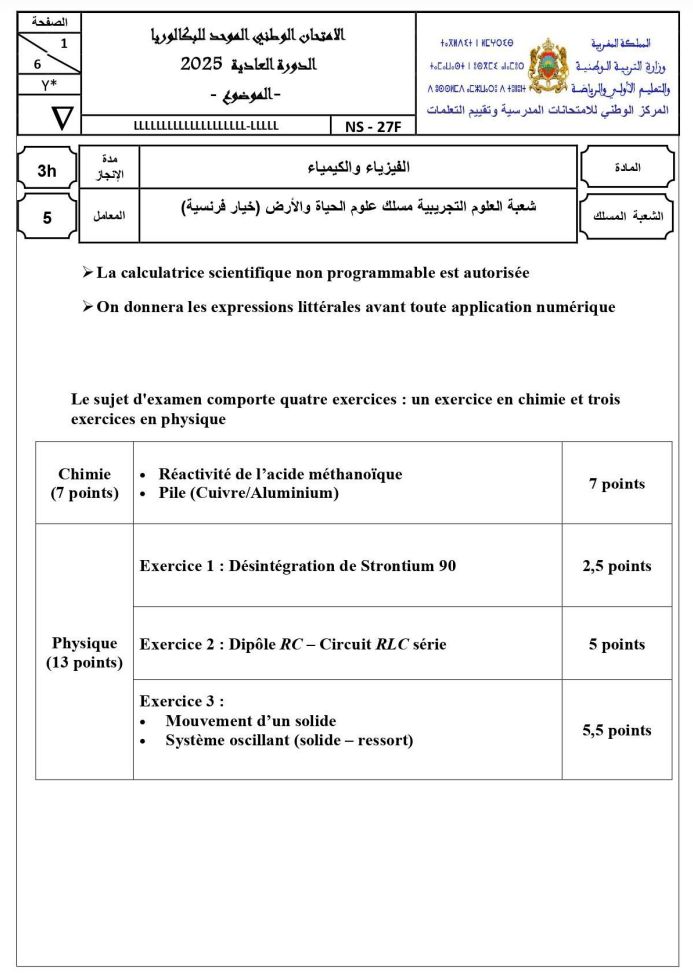 الصفحة
1
6
*Y
∇
الامتحان الوطني الموحد للبكالوريا
الدورة العادية 2025
- الموضوع -
LLLLLLLLLLLLLLLLLLLL-LLLLL
NS - 27F
ⵜⴰⴳⵍⴷⵉⵜ ⵏ ⵍⵎⵖⵔⵉⴱ
المملكة المغربية
وزارة التربية الوطنية
والتعليم الأولي والرياضة
المركز الوطني للامتحانات المدرسية وتقييم التعلمات
3h
مدة الإنجاز
الفيزياء والكيمياء
المادة
5
المعامل
شعبة العلوم التجريبية مسلك علوم الحياة والأرض (خيار فرنسية)
الشعبة المسلك
➢ La calculatrice scientifique non programmable est autorisée
➢ On donnera les expressions littérales avant toute application numérique
Le sujet d'examen comporte quatre exercices : un exercice en chimie et trois
exercices en physique
Chimie
(7 points)
• Réactivité de l’acide méthanoïque
• Pile (Cuivre/Aluminium)
7 points
Physique
(13 points)
Exercice 1 : Désintégration de Strontium 90
2,5 points
Exercice 2 : Dipôle RC – Circuit RLC série
5 points
Exercice 3 :
• Mouvement d’un solide
• Système oscillant (solide – ressort)
5,5 points